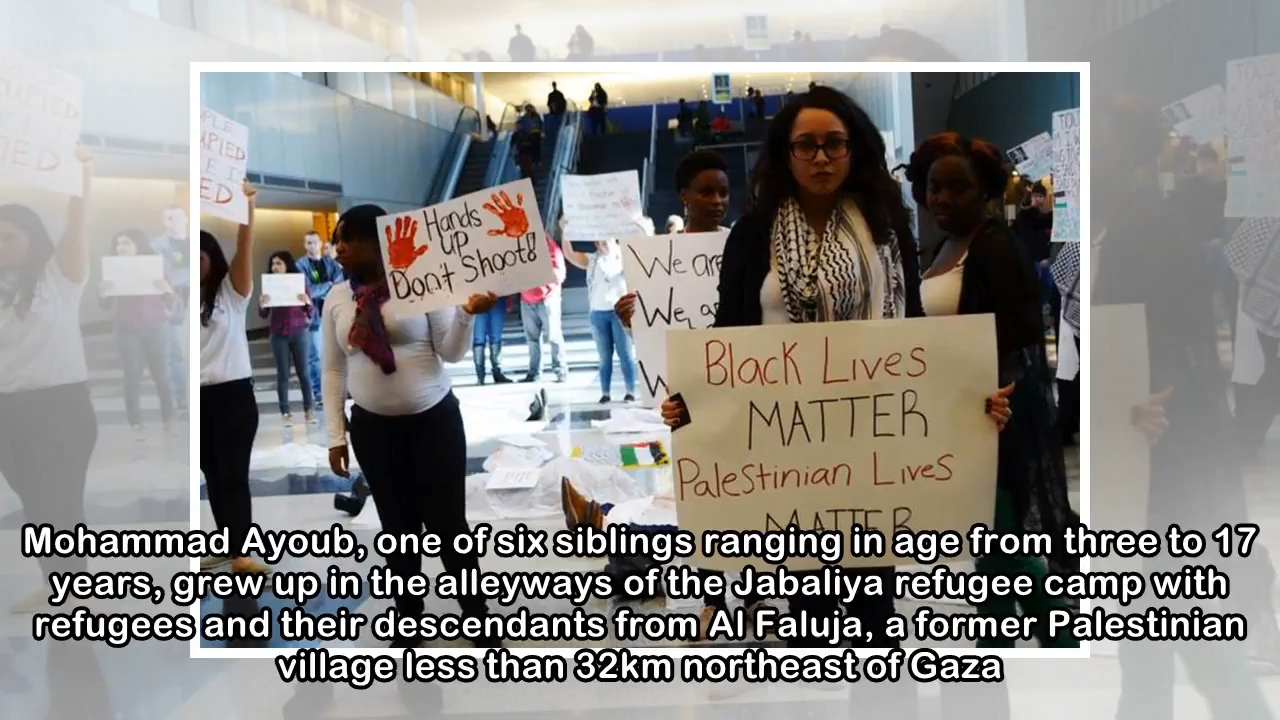 Hands
up
Don't Shoot!
We are
We
Black Lives
MATTER
Palestinian Lives
MATTER
Mohammad Ayoub, one of six siblings ranging in age from three to 17
years, grew up in the alleyways of the Jabaliya refugee camp with
refugees and their descendants from Al Faluja, a former Palestinian
village less than 32km northeast of Gaza